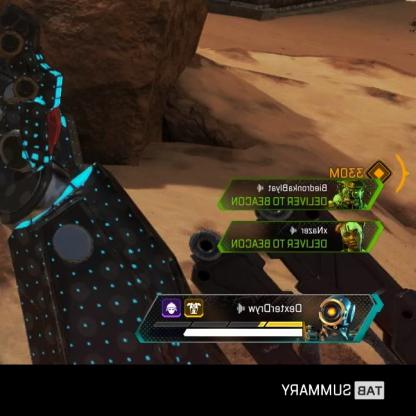 330M
BiedronkaBlyat
DELIVER TO BEACON
xNazer
DELIVER TO BEACON
DexterDryw
TAB SUMMARY